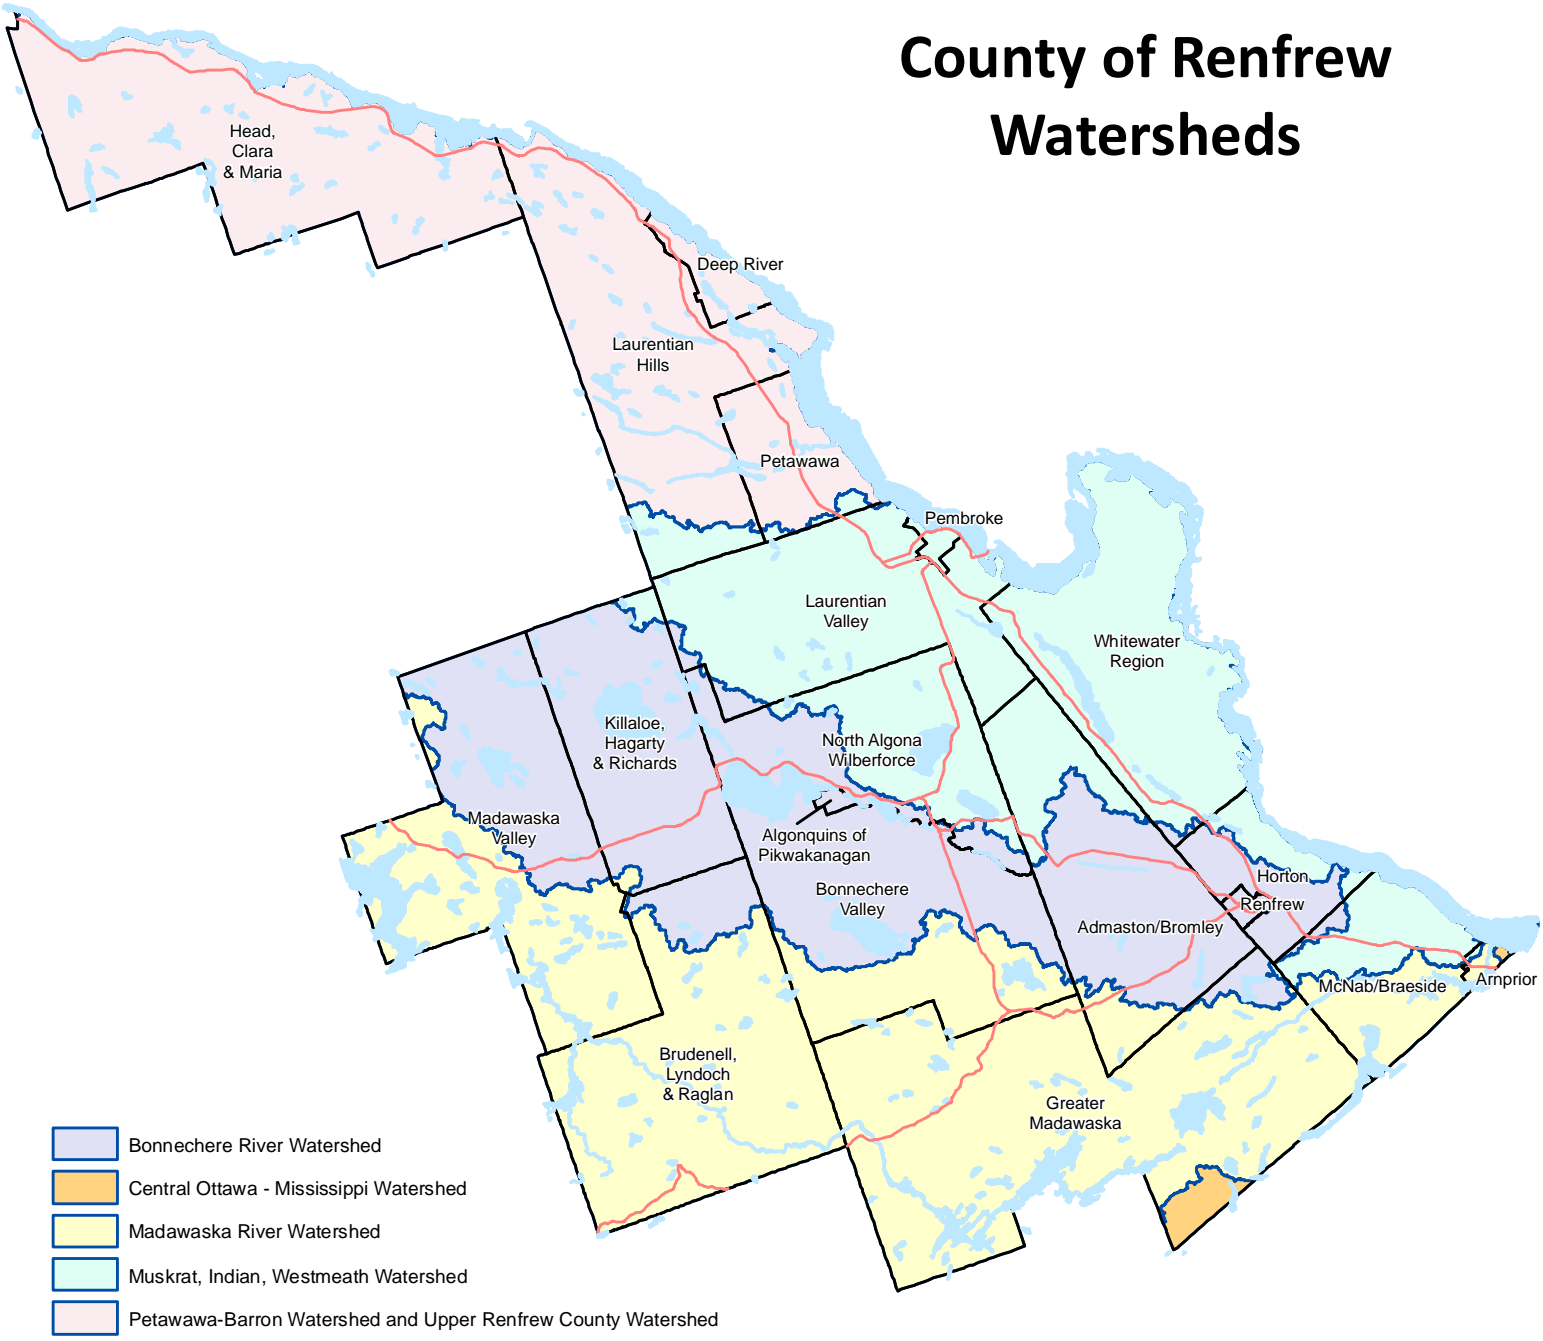 County of Renfrew
Watersheds
Head,
Clara
& Maria
Deep River
Laurentian
Hills
Petawawa
Pembroke
Laurentian
Valley
Whitewater
Region
Killaloe,
Hagarty
& Richards
North Algona
Wilberforce
Madawaska
Valley
Algonquins of
Pikwakanagan
Bonnechere
Valley
Horton
Renfrew
Admaston/Bromley
McNab/Braeside
Arnprior
Brudenell,
Lyndoch
& Raglan
Greater
Madawaska
Bonnechere River Watershed
Central Ottawa - Mississippi Watershed
Madawaska River Watershed
Muskrat, Indian, Westmeath Watershed
Petawawa-Barron Watershed and Upper Renfrew County Watershed